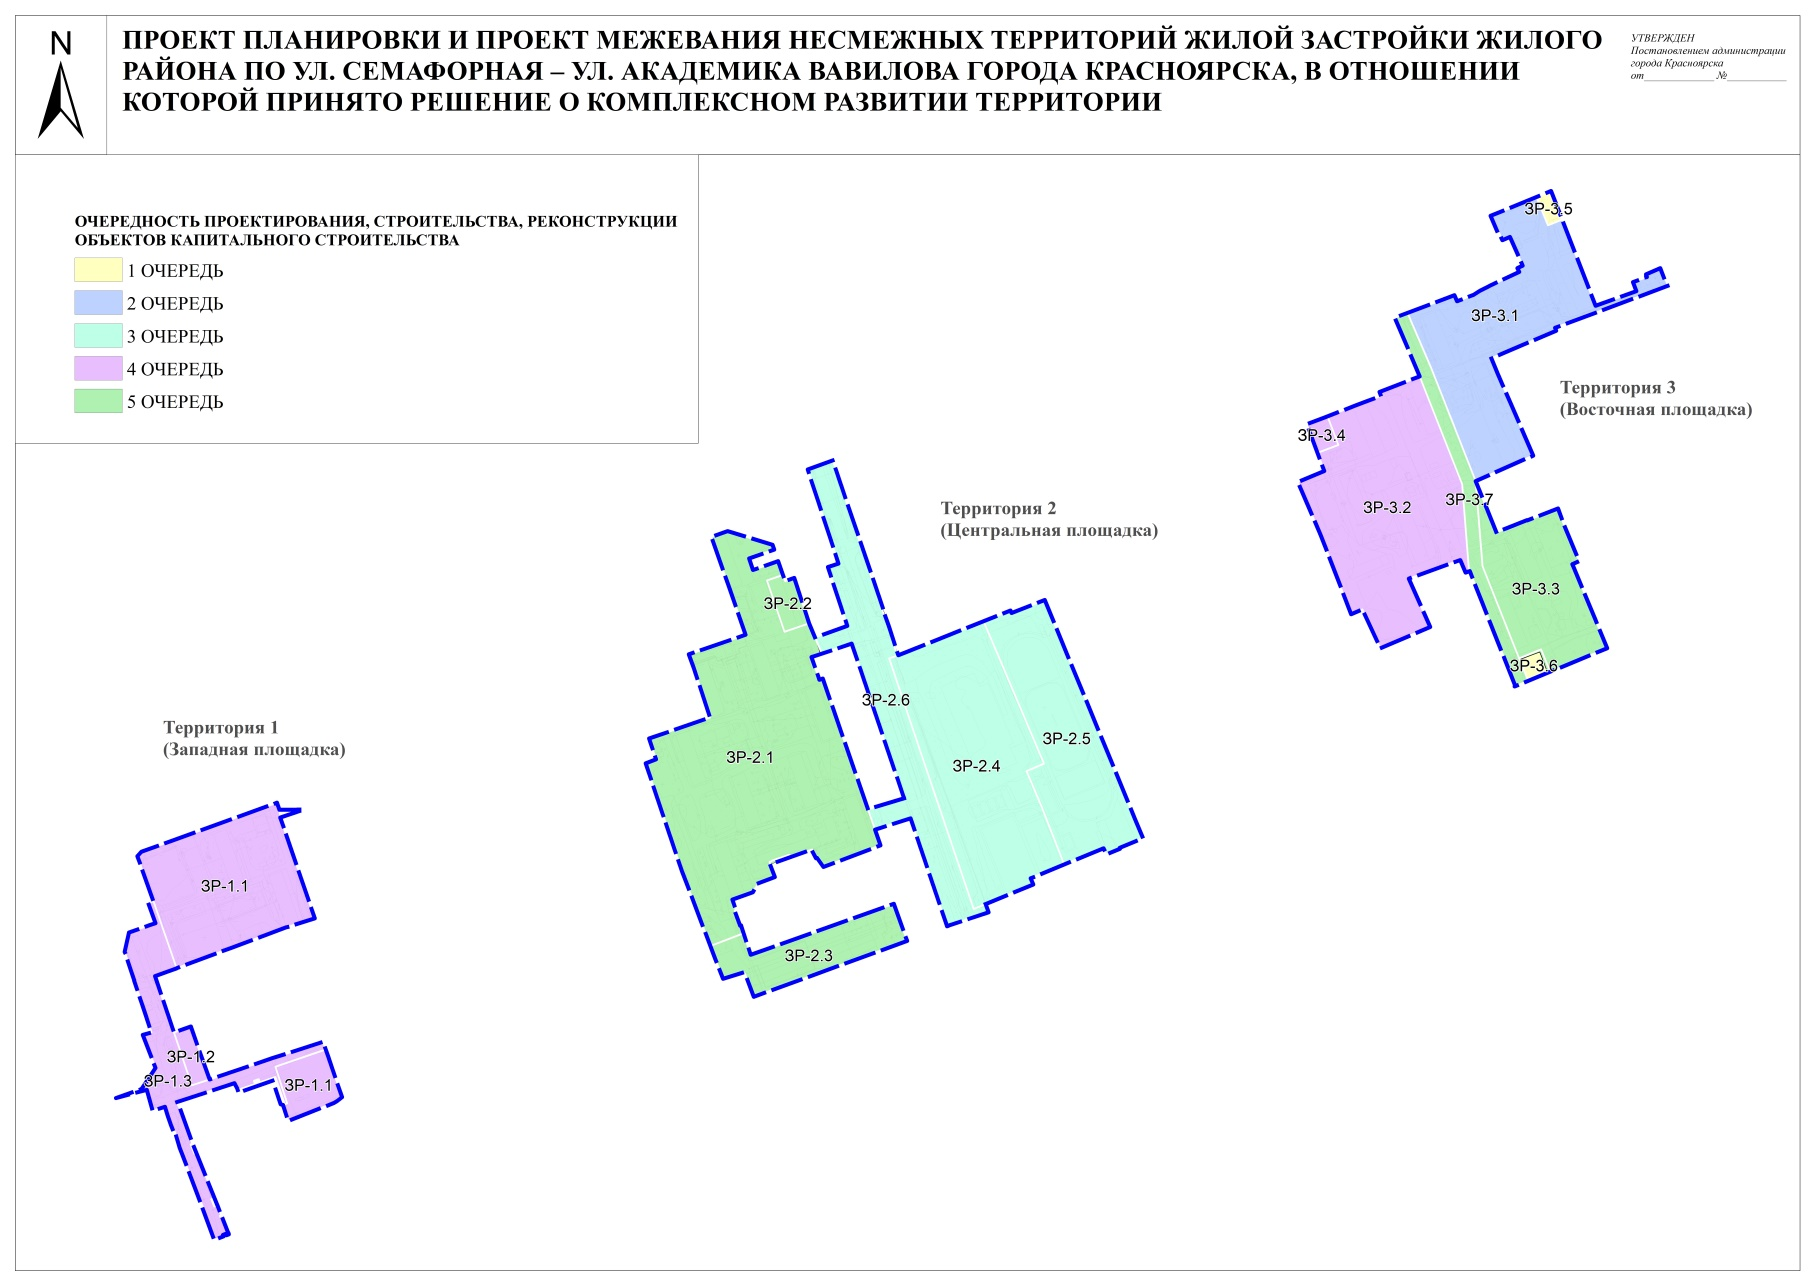 N
ПРОЕКТ ПЛАНИРОВКИ И ПРОЕКТ МЕЖЕВАНИЯ НЕСМЕЖНЫХ ТЕРРИТОРИЙ ЖИЛОЙ ЗАСТРОЙКИ ЖИЛОГО
РАЙОНА ПО УЛ. СЕМАФОРНАЯ – УЛ. АКАДЕМИКА ВАВИЛОВА ГОРОДА КРАСНОЯРСКА, В ОТНОШЕНИИ
КОТОРОЙ ПРИНЯТО РЕШЕНИЕ О КОМПЛЕКСНОМ РАЗВИТИИ ТЕРРИТОРИИ
УТВЕРЖДЕН
Постановлением администрации
города Красноярска
от______________ №____________
ОЧЕРЕДНОСТЬ ПРОЕКТИРОВАНИЯ, СТРОИТЕЛЬСТВА, РЕКОНСТРУКЦИИ
ОБЪЕКТОВ КАПИТАЛЬНОГО СТРОИТЕЛЬСТВА
1 ОЧЕРЕДЬ
2 ОЧЕРЕДЬ
3 ОЧЕРЕДЬ
4 ОЧЕРЕДЬ
5 ОЧЕРЕДЬ
ЗР-3.5
ЗР-3.1
Территория 3
(Восточная площадка)
ЗР-3.4
ЗР-3.7
ЗР-3.2
ЗР-3.3
ЗР-3.6
Территория 2
(Центральная площадка)
ЗР-2.2
ЗР-2.6
ЗР-2.5
ЗР-2.1
ЗР-2.4
ЗР-2.3
Территория 1
(Западная площадка)
ЗР-1.1
ЗР-1.2
ЗР-1.3
ЗР-1.1